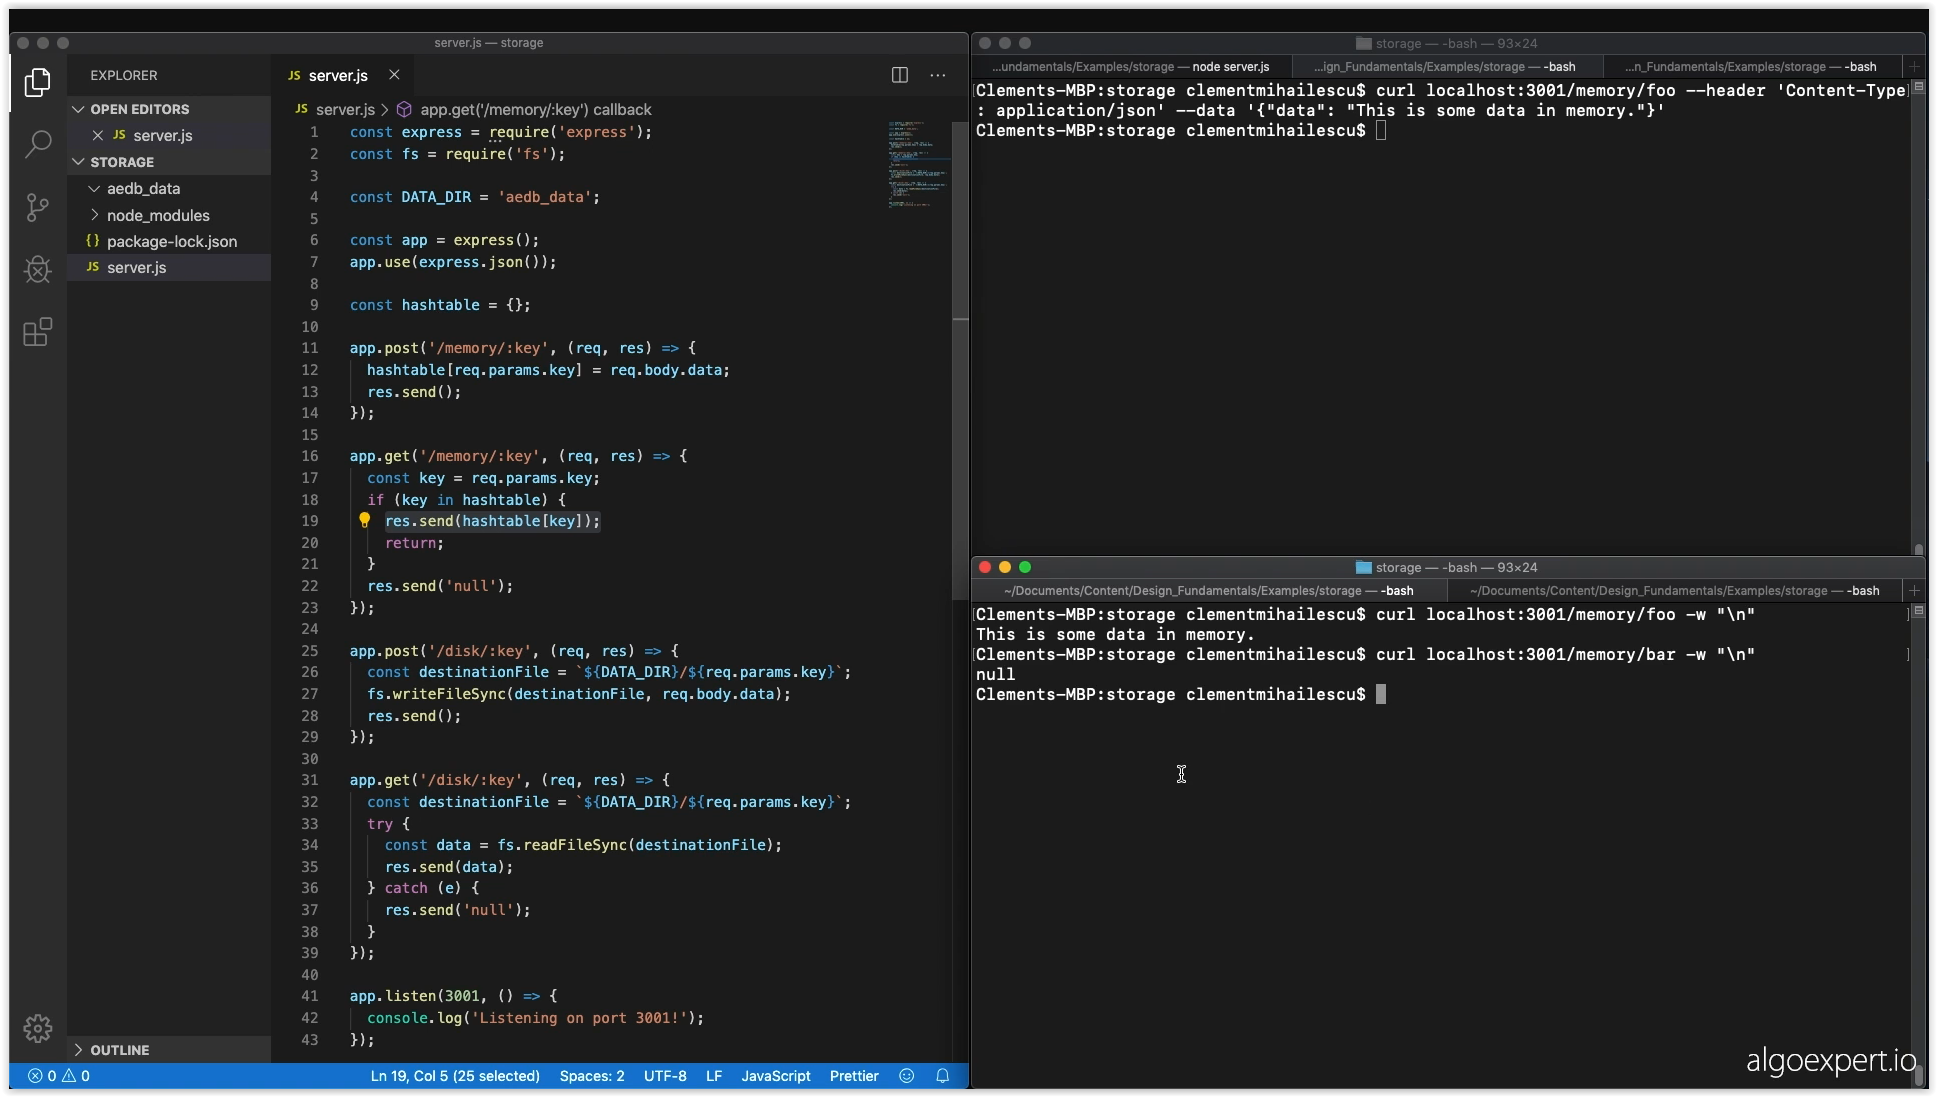 server.js — storage
EXPLORER
OPEN EDITORS
JS server.js
STORAGE
aedb_data
node_modules
{} package-lock.json
JS server.js
OUTLINE
JS server.js
JS server.js > app.get('/memory/:key') callback
1 const express = require('express');
2 const fs = require('fs');
3
4 const DATA_DIR = 'aedb_data';
5
6 const app = express();
7 app.use(express.json());
8
9 const hashtable = {};
10
11 app.post('/memory/:key', (req, res) => {
12 hashtable[req.params.key] = req.body.data;
13 res.send();
14 });
15
16 app.get('/memory/:key', (req, res) => {
17 const key = req.params.key;
18 if (key in hashtable) {
19 res.send(hashtable[key]);
20 return;
21 }
22 res.send('null');
23 });
24
25 app.post('/disk/:key', (req, res) => {
26 const destinationFile = `${DATA_DIR}/${req.params.key}`;
27 fs.writeFileSync(destinationFile, req.body.data);
28 res.send();
29 });
30
31 app.get('/disk/:key', (req, res) => {
32 const destinationFile = `${DATA_DIR}/${req.params.key}`;
33 try {
34 const data = fs.readFileSync(destinationFile);
35 res.send(data);
36 } catch (e) {
37 res.send('null');
38 }
39 });
40
41 app.listen(3001, () => {
42 console.log('Listening on port 3001!');
43 });
0 0
Ln 19, Col 5 (25 selected) Spaces: 2 UTF-8 LF JavaScript Prettier
storage — -bash — 93×24
...undamentals/Examples/storage — node server.js
...ign_Fundamentals/Examples/storage — -bash
...n_Fundamentals/Examples/storage — -bash
Clements-MBP:storage clementmihailescu$ curl localhost:3001/memory/foo --header 'Content-Type
: application/json' --data '{"data": "This is some data in memory."}'
Clements-MBP:storage clementmihailescu$
storage — -bash — 93×24
~/Documents/Content/Design_Fundamentals/Examples/storage — -bash
~/Documents/Content/Design_Fundamentals/Examples/storage — -bash
Clements-MBP:storage clementmihailescu$ curl localhost:3001/memory/foo -w "\n"
This is some data in memory.
Clements-MBP:storage clementmihailescu$ curl localhost:3001/memory/bar -w "\n"
null
Clements-MBP:storage clementmihailescu$
algoexpert.io